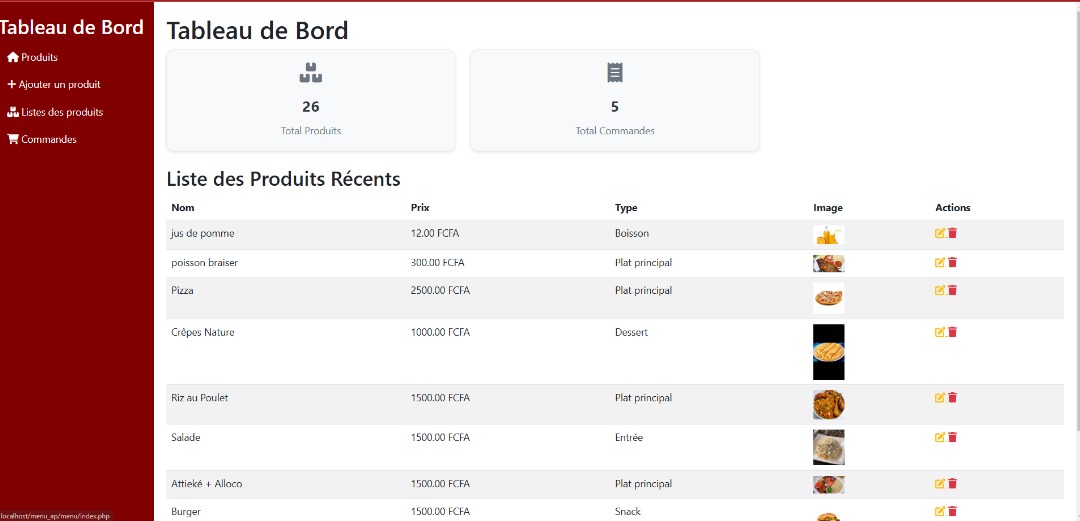 Tableau de Bord
Produits
Ajouter un produit
Listes des produits
Commandes
Tableau de Bord
26
Total Produits
5
Total Commandes
Liste des Produits Récents
Nom Prix Type Image Actions
jus de pomme 12.00 FCFA Boisson
poisson braiser 300.00 FCFA Plat principal
Pizza 2500.00 FCFA Plat principal
Crêpes Nature 1000.00 FCFA Dessert
Riz au Poulet 1500.00 FCFA Plat principal
Salade 1500.00 FCFA Entrée
Attieké + Alloco 1500.00 FCFA Plat principal
Burger 1500.00 FCFA Snack
localhost/menu_ap/menu/index.php